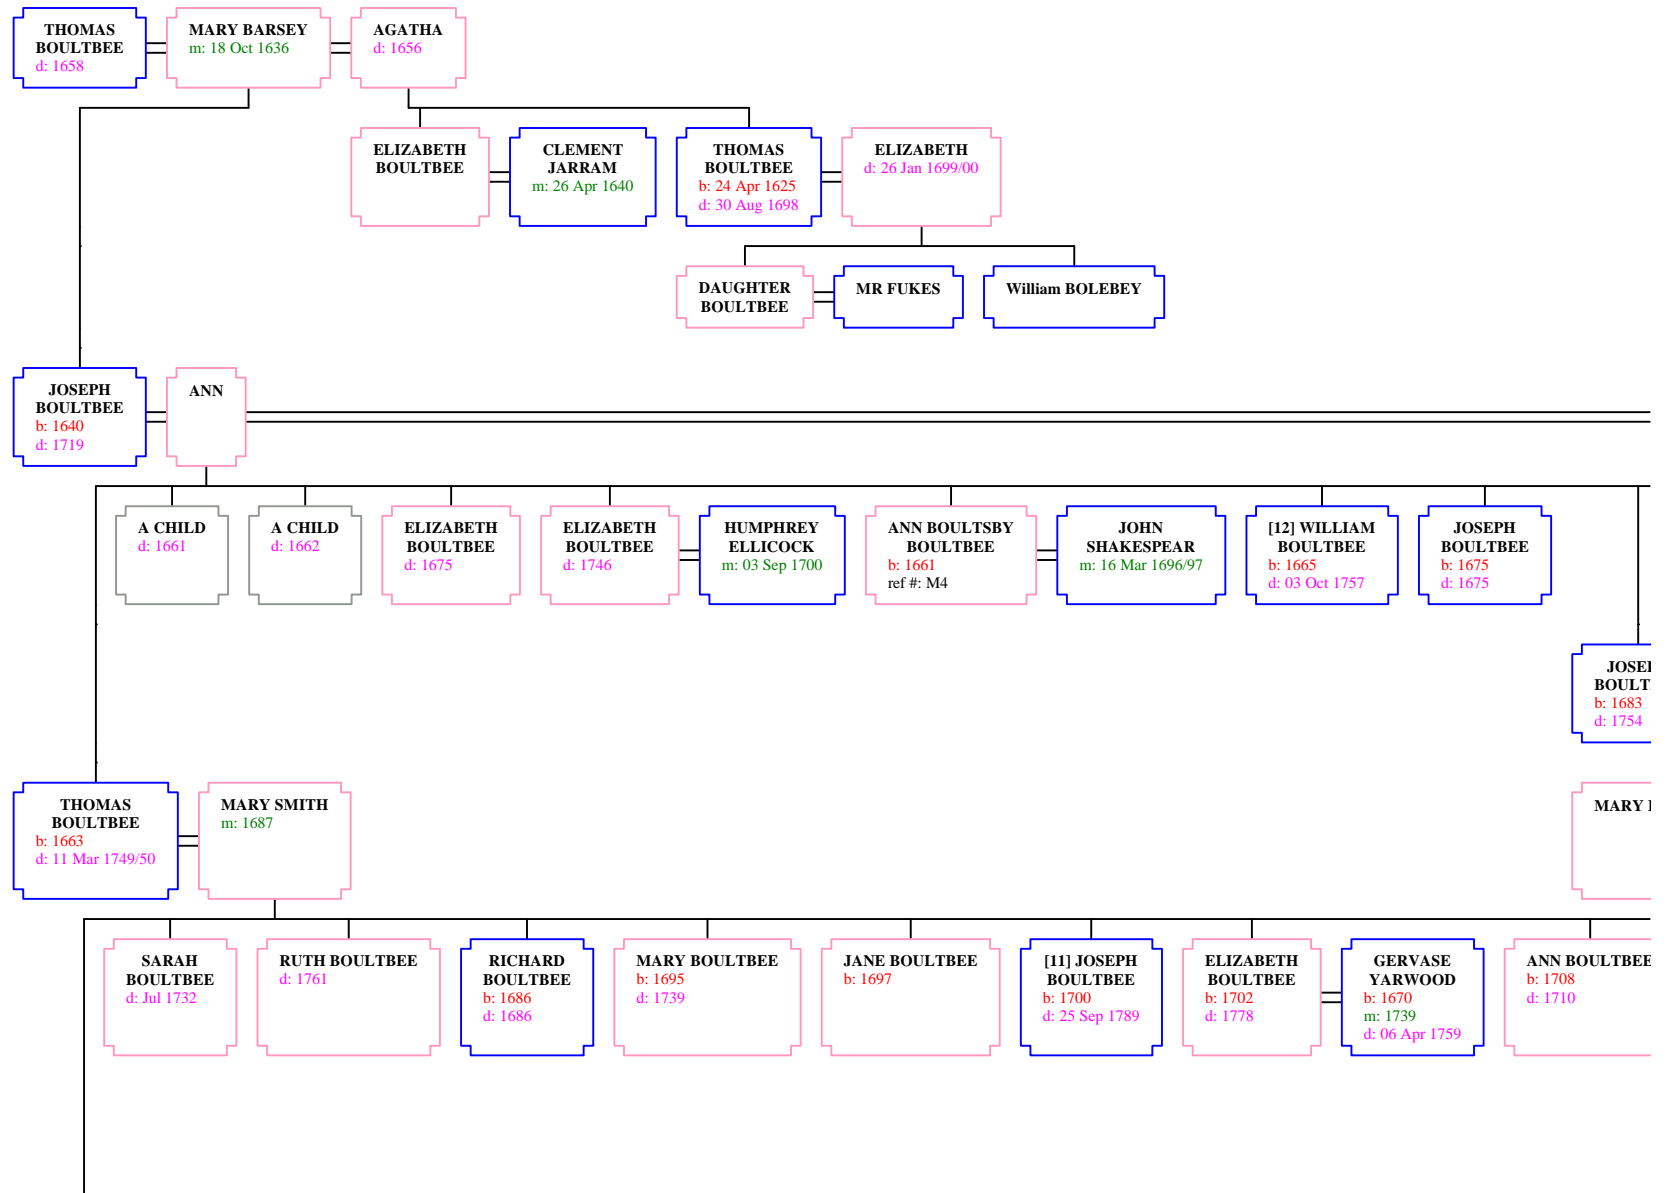 THOMAS
BOULTBEE
d: 1658
MARY BARSEY
m: 18 Oct 1636
AGATHA
d: 1656
ELIZABETH
BOULTBEE
CLEMENT
JARRAM
m: 26 Apr 1640
THOMAS
BOULTBEE
b: 24 Apr 1625
d: 30 Aug 1698
ELIZABETH
d: 26 Jan 1699/00
DAUGHTER
BOULTBEE
MR FUKES
William BOLEBEY
JOSEPH
BOULTBEE
b: 1640
d: 1719
ANN
A CHILD
d: 1661
A CHILD
d: 1662
ELIZABETH
BOULTBEE
d: 1675
ELIZABETH
BOULTBEE
d: 1746
HUMPHREY
ELLICOCK
m: 03 Sep 1700
ANN BOULTSBY
BOULTBEE
b: 1661
ref #: M4
JOHN
SHAKESPEAR
m: 16 Mar 1696/97
[12] WILLIAM
BOULTBEE
b: 1665
d: 03 Oct 1757
JOSEPH
BOULTBEE
b: 1675
d: 1675
BOULT
b: 1683
d: 1754
THOMAS
BOULTBEE
b: 1663
d: 11 Mar 1749/50
MARY SMITH
m: 1687
MARY
SARAH
BOULTBEE
d: Jul 1732
RUTH BOULTBEE
d: 1761
RICHARD
BOULTBEE
b: 1686
d: 1686
MARY BOULTBEE
b: 1695
d: 1739
JANE BOULTBEE
b: 1697
[11] JOSEPH
BOULTBEE
b: 1700
d: 25 Sep 1789
ELIZABETH
BOULTBEE
b: 1702
d: 1778
GERVASE
YARWOOD
b: 1670
m: 1739
d: 06 Apr 1759
ANN BOULTBEE
b: 1708
d: 1710